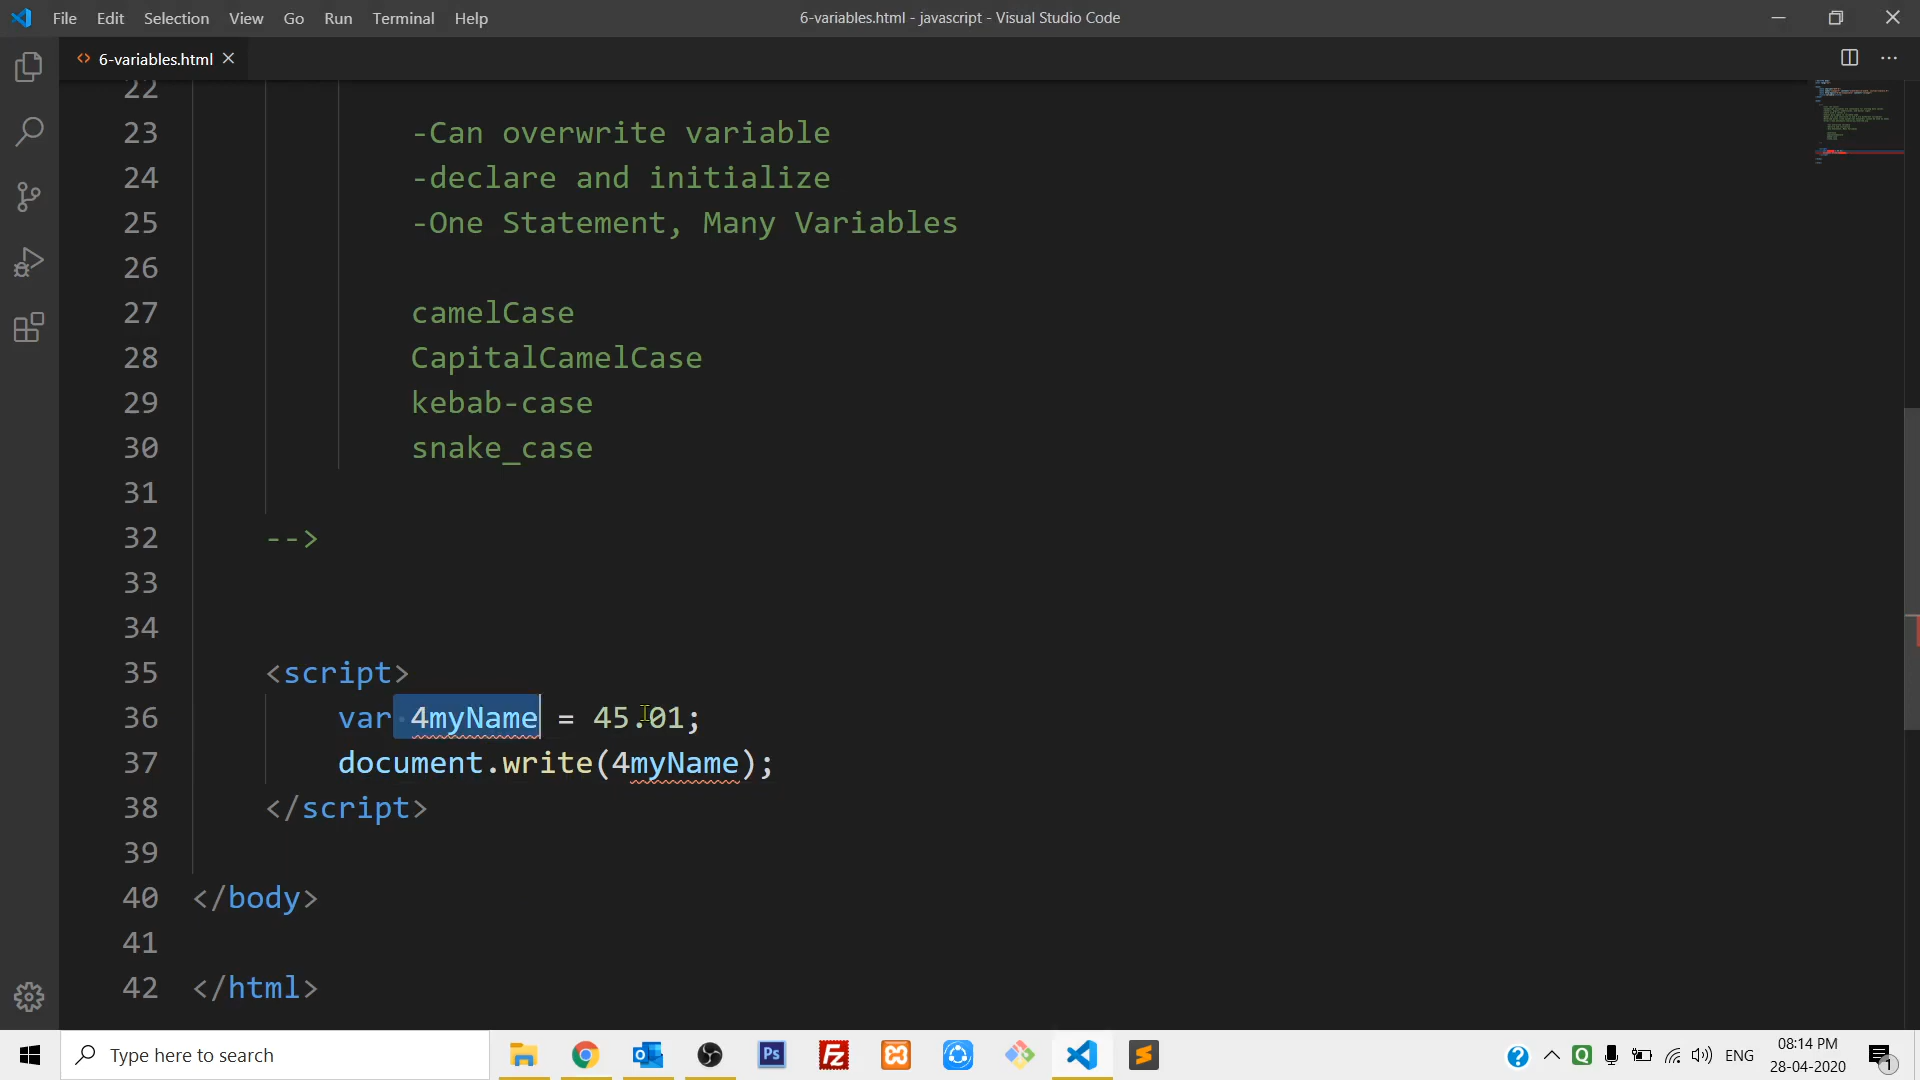 File Edit Selection View Go Run Terminal Help
6-variables.html - javascript - Visual Studio Code
6-variables.html
22
23 -Can overwrite variable
24 -declare and initialize
25 -One Statement, Many Variables
26
27 camelCase
28 CapitalCamelCase
29 kebab-case
30 snake_case
31
32 -->
33
34
35 <script>
36 var 4myName = 45.01;
37 document.write(4myName);
38 </script>
39
40 </body>
41
42 </html>
Type here to search
Ps
Fz
Q
ENG
08:14 PM
28-04-2020
1